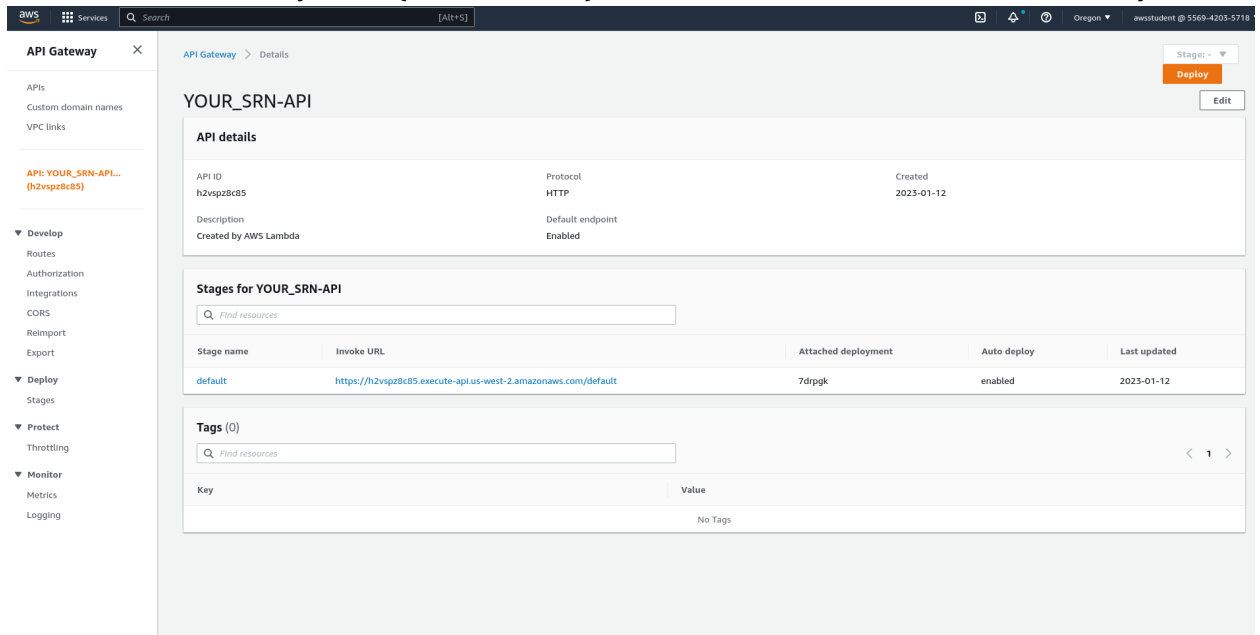 aws Services Search [Alt+S] Oregon awsstudent @ 5569-4203-5718
API Gateway
APIs
Custom domain names
VPC links
API: YOUR_SRN-API...
(h2vspz8c85)
Develop
Routes
Authorization
Integrations
CORS
Reimport
Export
Deploy
Stages
Protect
Throttling
Monitor
Metrics
Logging
API Gateway > Details
Stage: -
Deploy
YOUR_SRN-API
Edit
API details
API ID Protocol Created
h2vspz8c85 HTTP 2023-01-12
Description Default endpoint
Created by AWS Lambda Enabled
Stages for YOUR_SRN-API
Find resources
Stage name Invoke URL Attached deployment Auto deploy Last updated
default https://h2vspz8c85.execute-api.us-west-2.amazonaws.com/default 7drpgk enabled 2023-01-12
Tags (0)
Find resources
< 1 >
Key Value
No Tags